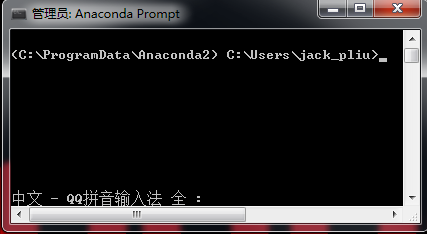 管理员: Anaconda Prompt
(C:\ProgramData\Anaconda2) C:\Users\jack_pliu>_
中文 - QQ拼音输入法 全 :